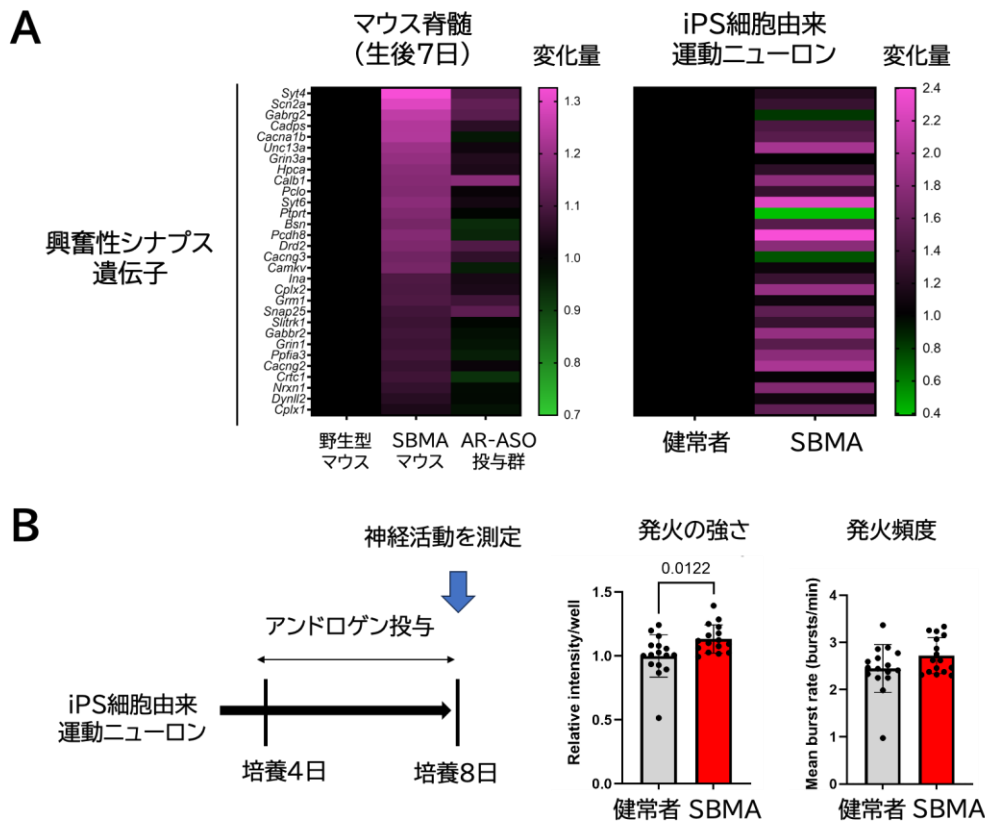 A
マウス脊髄
（生後7日）
変化量
iPS細胞由来
運動ニューロン
変化量
興奮性シナプス
遺伝子
Syt4
Scn2a
Gabrg2
Cadps
Cacna1b
Unc13a
Grin3a
Hpca
Calb1
Pclo
Syt6
Ptprt
Bsn
Pcdh8
Drd2
Cacng3
Camkv
Ina
Cplx2
Grm1
Snap25
Slitrk1
Gabbr2
Grin1
Ppfia3
Cacng2
Crtc1
Nrxn1
Dynll2
Cplx1
1.3
1.2
1.1
1.0
0.9
0.8
0.7
2.4
2.2
2.0
1.8
1.6
1.4
1.2
1.0
0.8
0.6
0.4
野生型
マウス
SBMA
マウス
AR-ASO
投与群
健常者
SBMA
B
神経活動を測定
アンドロゲン投与
iPS細胞由来
運動ニューロン
培養4日
培養8日
発火の強さ
0.0122
Relative intensity/well
1.5
1.0
0.5
0.0
健常者 SBMA
発火頻度
Mean burst rate (bursts/min)
4
3
2
1
0
健常者 SBMA